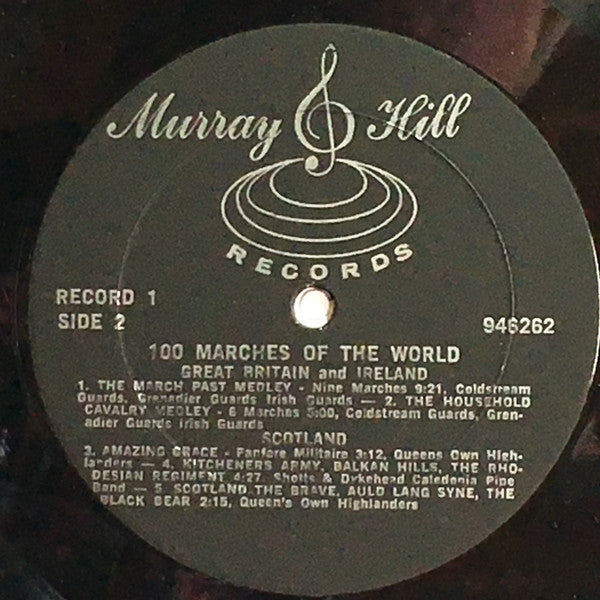 Murray Hill
RECORDS
RECORD 1
SIDE 2
946262
100 MARCHES OF THE WORLD
GREAT BRITAIN and IRELAND
1. THE MARCH PAST MEDLEY - Nine Marches 9:21, Coldstream
Guards, Grenadier Guards Irish Guards — 2. THE HOUSEHOLD
CAVALRY MEDLEY - 6 Marches 5:00, Coldstream Guards, Gren-
adier Guards Irish Guards
SCOTLAND
3. AMAZING GRACE - Fanfare Militaire 3:12, Queens Own High-
landers — 4. KITCHENERS ARMY, BALKAN HILLS, THE RHO-
DESIAN REGIMENT 4:27, Shotts & Dykehead Caledonia Pipe
Band — 5. SCOTLAND THE BRAVE, AULD LANG SYNE, THE
BLACK BEAR 2:15, Queen's Own Highlanders